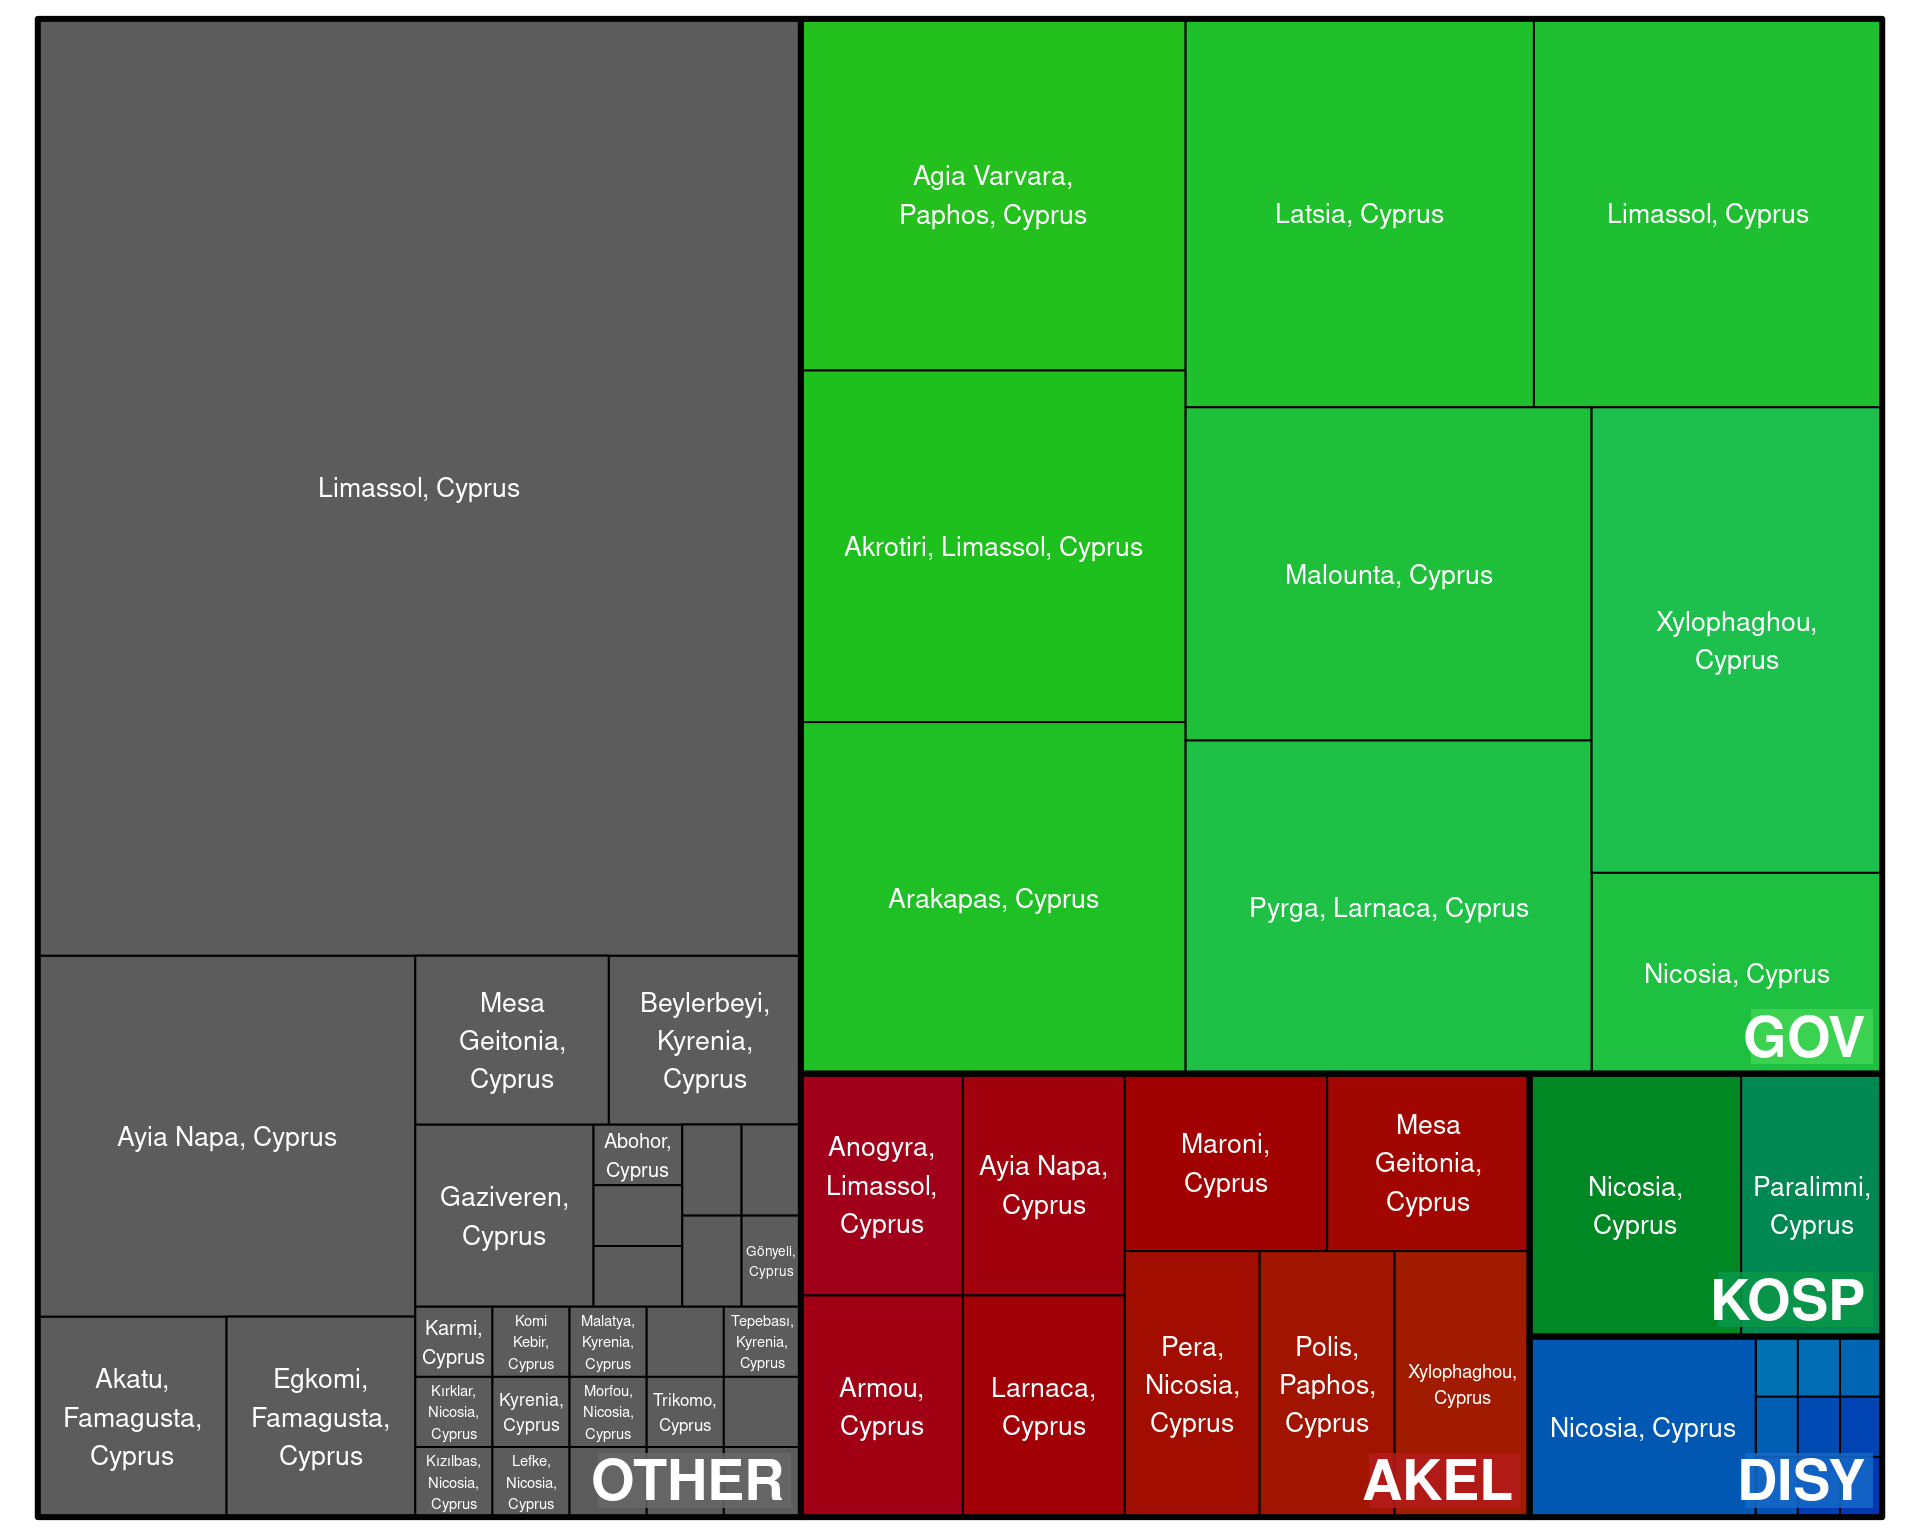 Limassol, Cyprus
Ayia Napa, Cyprus
Mesa
Geitonia,
Cyprus
Beylerbeyi,
Kyrenia,
Cyprus
Gaziveren,
Cyprus
Abohor,
Cyprus
Gönyeli,
Cyprus
Akatu,
Famagusta,
Cyprus
Egkomi,
Famagusta,
Cyprus
Karmi,
Cyprus
Komi
Kebir,
Cyprus
Malatya,
Kyrenia,
Cyprus
Tepebası,
Kyrenia,
Cyprus
Kırklar,
Nicosia,
Cyprus
Kyrenia,
Cyprus
Morfou,
Nicosia,
Cyprus
Trikomo,
Cyprus
Kızılbas,
Nicosia,
Cyprus
Lefke,
Nicosia,
Cyprus
OTHER
Agia Varvara,
Paphos, Cyprus
Latsia, Cyprus
Limassol, Cyprus
Akrotiri, Limassol, Cyprus
Malounta, Cyprus
Xylophaghou,
Cyprus
Arakapas, Cyprus
Pyrga, Larnaca, Cyprus
Nicosia, Cyprus
GOV
Anogyra,
Limassol,
Cyprus
Ayia Napa,
Cyprus
Maroni,
Cyprus
Mesa
Geitonia,
Cyprus
Armou,
Cyprus
Larnaca,
Cyprus
Pera,
Nicosia,
Cyprus
Polis,
Paphos,
Cyprus
Xylophaghou,
Cyprus
AKEL
Nicosia,
Cyprus
Paralimni,
Cyprus
KOSP
Nicosia, Cyprus
DISY